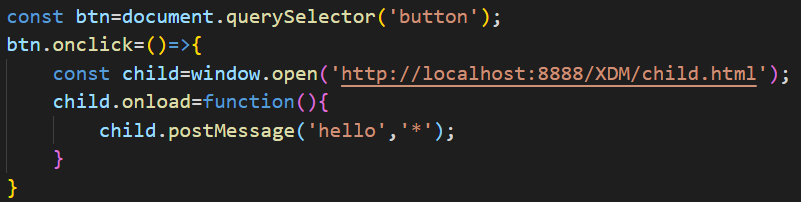 const btn=document.querySelector('button');
btn.onclick=()=>{
    const child=window.open('http://localhost:8888/XDM/child.html');
    child.onload=function(){
        child.postMessage('hello','*');
    }
}